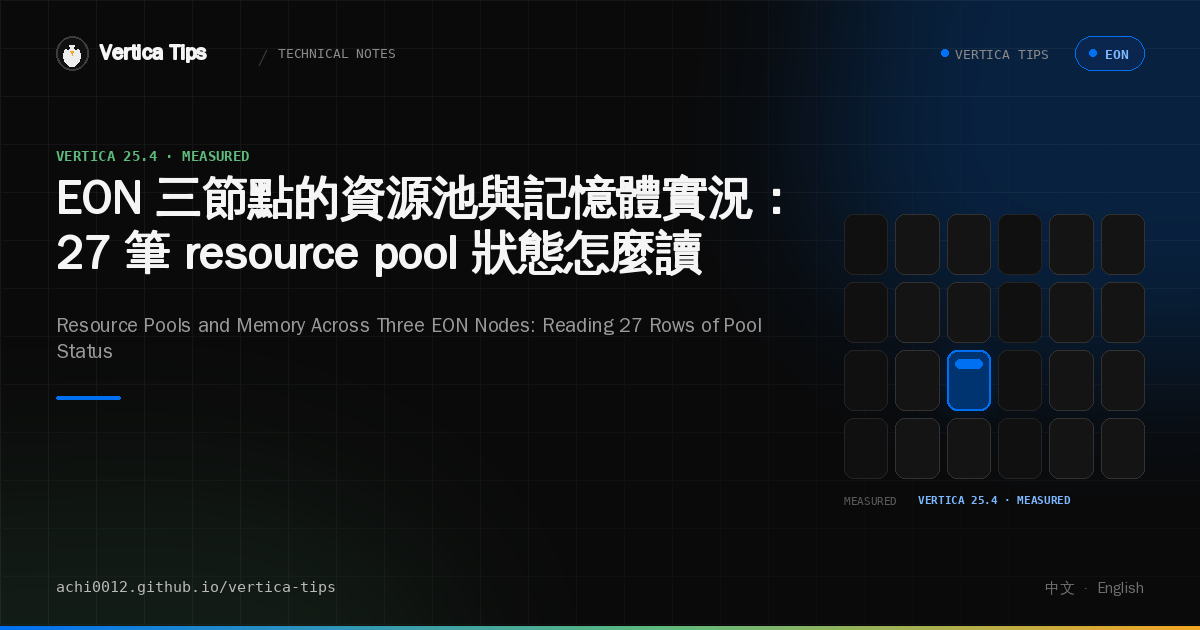 Vertica Tips
/ TECHNICAL NOTES
VERTICA TIPS
EON
VERTICA 25.4 · MEASURED
EON 三節點的資源池與記憶體實況：
27 筆 resource pool 狀態怎麼讀
Resource Pools and Memory Across Three EON Nodes: Reading 27 Rows of Pool
Status
MEASURED
VERTICA 25.4 · MEASURED
achi0012.github.io/vertica-tips
中文 · English